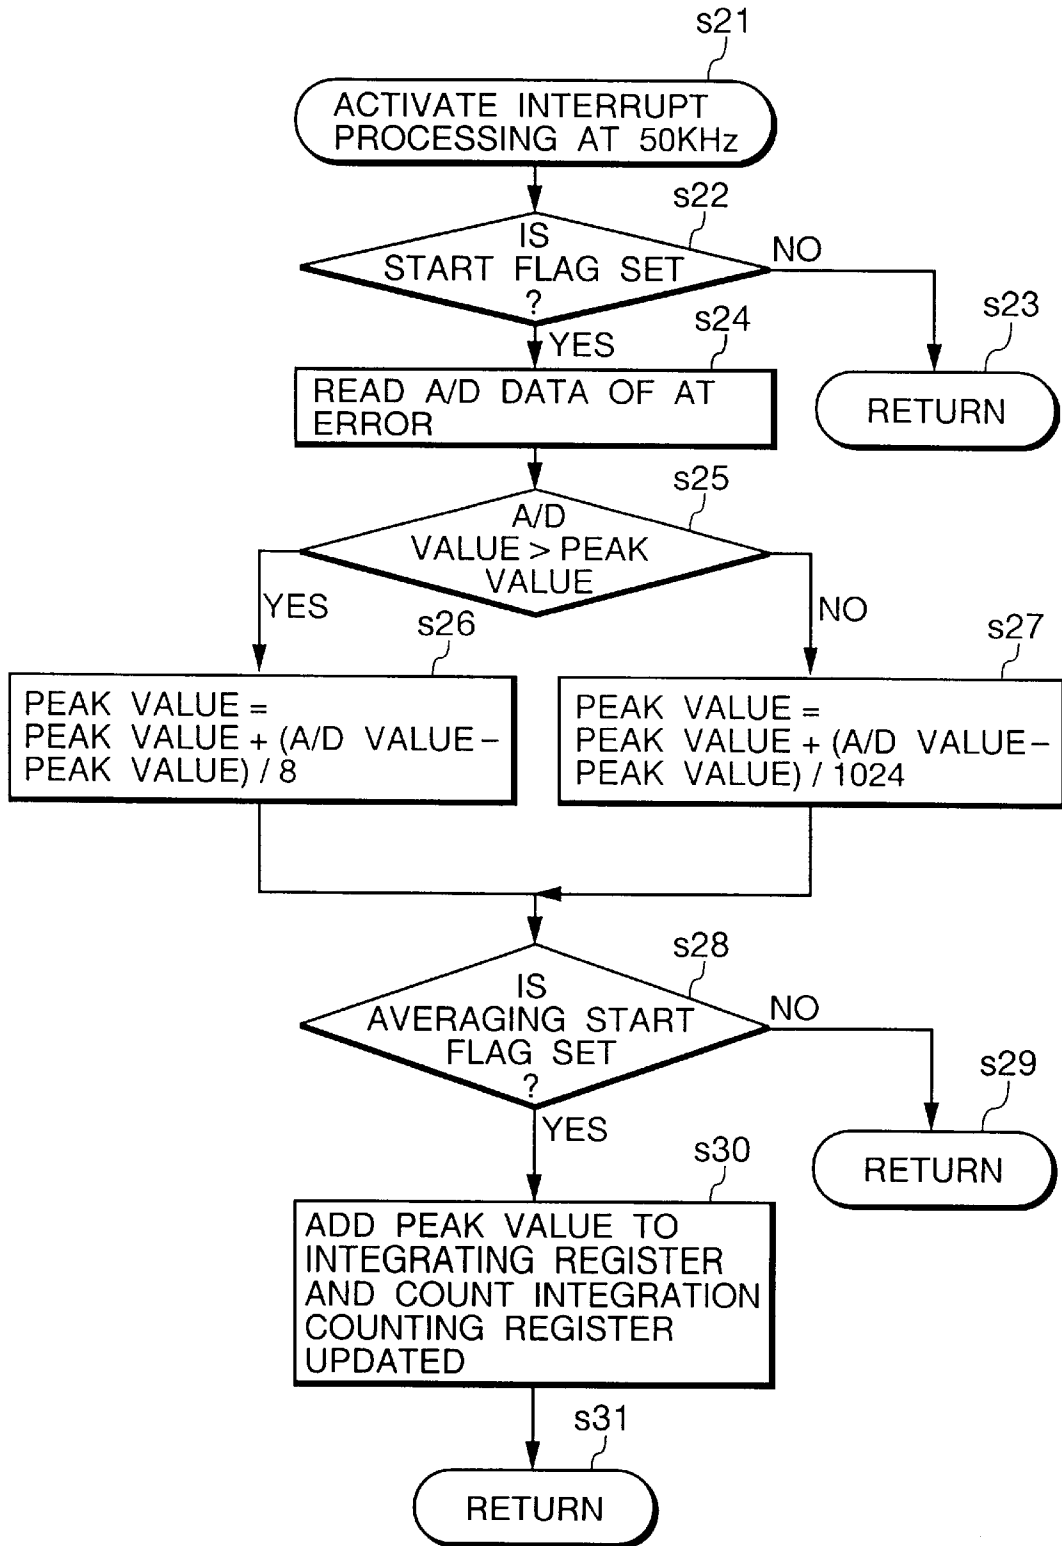 s21
ACTIVATE INTERRUPT
PROCESSING AT 50KHz
s22
IS
START FLAG SET
?
NO
YES
s23
RETURN
s24
READ A/D DATA OF AT
ERROR
s25
A/D
VALUE > PEAK
VALUE
YES
NO
s26
PEAK VALUE =
PEAK VALUE + (A/D VALUE –
PEAK VALUE) / 8
s27
PEAK VALUE =
PEAK VALUE + (A/D VALUE –
PEAK VALUE) / 1024
s28
IS
AVERAGING START
FLAG SET
?
NO
YES
s29
RETURN
s30
ADD PEAK VALUE TO
INTEGRATING REGISTER
AND COUNT INTEGRATION
COUNTING REGISTER
UPDATED
s31
RETURN